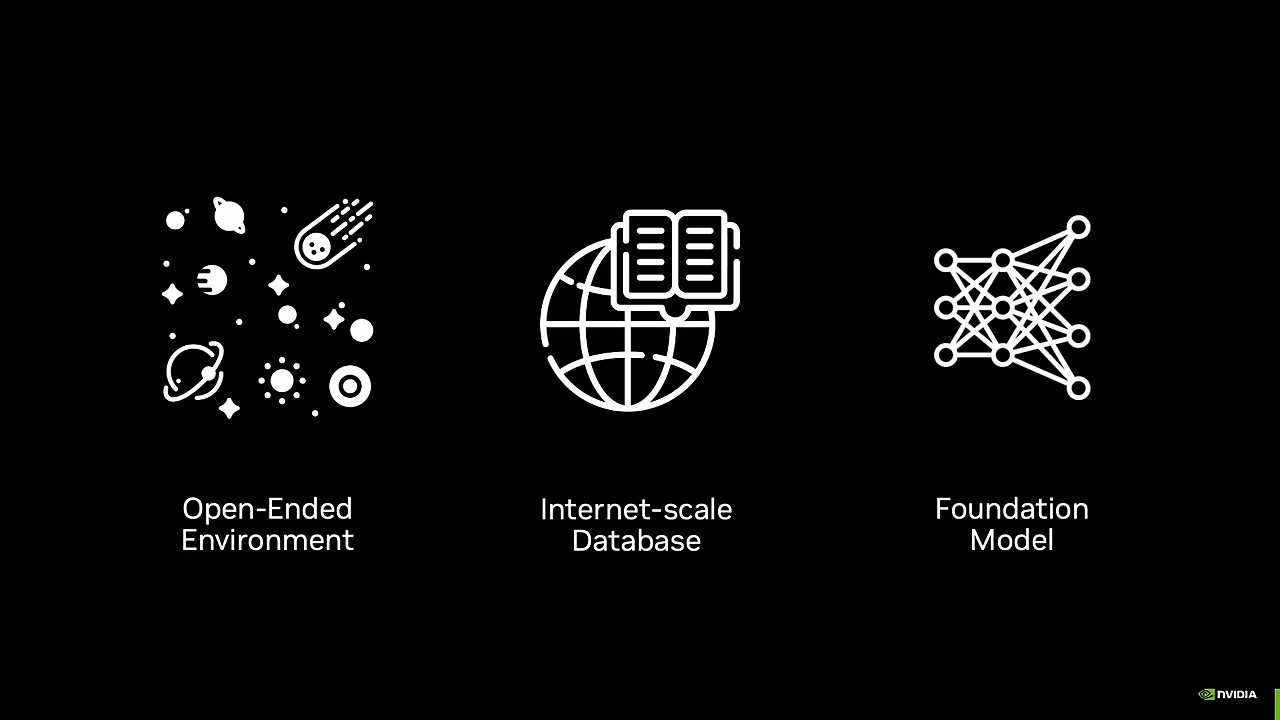 Open-Ended
Environment
Internet-scale
Database
Foundation
Model
NVIDIA